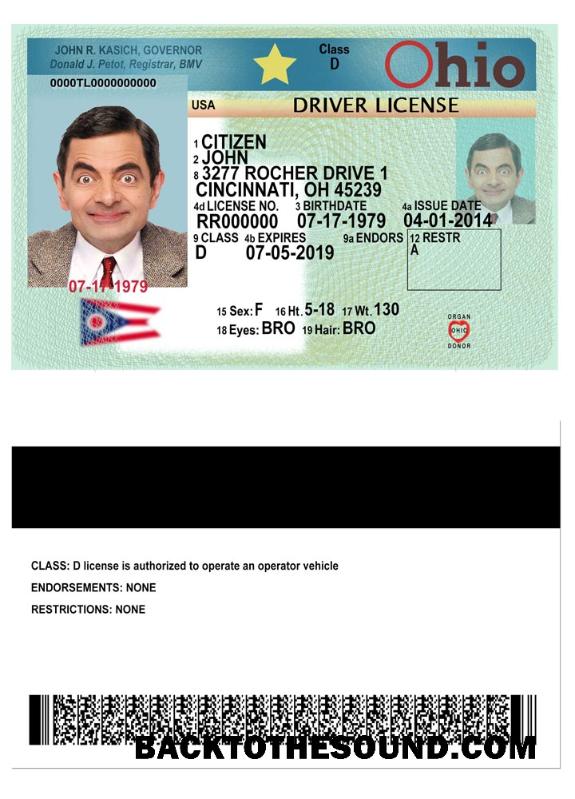 JOHN R. KASICH, GOVERNOR
Donald J. Petot, Registrar, BMV
Class
D
Ohio
0000TL0000000000
USA DRIVER LICENSE
1 CITIZEN
2 JOHN
8 3277 ROCHER DRIVE 1
CINCINNATI, OH 45239
4d LICENSE NO. 3 BIRTHDATE 4a ISSUE DATE
RR000000 07-17-1979 04-01-2014
9 CLASS 4b EXPIRES 9a ENDORS 12 RESTR
D 07-05-2019 A
07-17-1979
15 Sex: F 16 Ht. 5-18 17 Wt. 130
18 Eyes: BRO 19 Hair: BRO
ORGAN
OHIO
DONOR
CLASS: D license is authorized to operate an operator vehicle
ENDORSEMENTS: NONE
RESTRICTIONS: NONE
BACKTOTHESOUND.COM